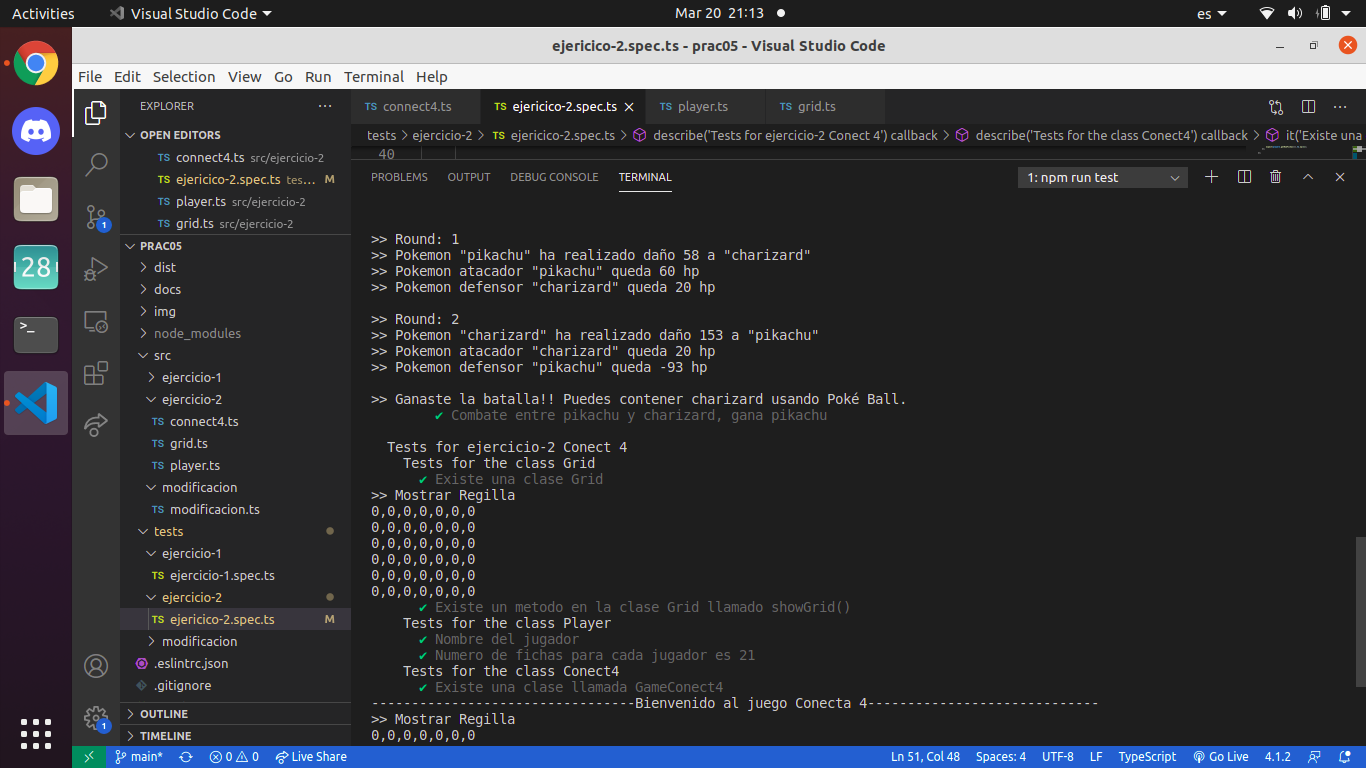 Activities
Visual Studio Code
Mar 20 21:13
es
ejericico-2.spec.ts - prac05 - Visual Studio Code
File Edit Selection View Go Run Terminal Help
EXPLORER
OPEN EDITORS
TS connect4.ts src/ejercicio-2
TS ejericico-2.spec.ts tes... M
TS player.ts src/ejercicio-2
TS grid.ts src/ejercicio-2
PRAC05
dist
docs
img
node_modules
src
ejercicio-1
ejercicio-2
TS connect4.ts
TS grid.ts
TS player.ts
modificacion
TS modificacion.ts
tests
ejercicio-1
TS ejercicio-1.spec.ts
ejercicio-2
TS ejericico-2.spec.ts M
modificacion
.eslintrc.json
.gitignore
OUTLINE
TIMELINE
28
>_
1
1
TS connect4.ts
TS ejericico-2.spec.ts
TS player.ts
TS grid.ts
tests > ejercicio-2 > TS ejericico-2.spec.ts > describe('Tests for ejercicio-2 Conect 4') callback > describe('Tests for the class Conect4') callback > it('Existe una
40
PROBLEMS OUTPUT DEBUG CONSOLE TERMINAL
1: npm run test
>> Round: 1
>> Pokemon "pikachu" ha realizado daño 58 a "charizard"
>> Pokemon atacador "pikachu" queda 60 hp
>> Pokemon defensor "charizard" queda 20 hp
>> Round: 2
>> Pokemon "charizard" ha realizado daño 153 a "pikachu"
>> Pokemon atacador "charizard" queda 20 hp
>> Pokemon defensor "pikachu" queda -93 hp
>> Ganaste la batalla!! Puedes contener charizard usando Poké Ball.
✔ Combate entre pikachu y charizard, gana pikachu
Tests for ejercicio-2 Conect 4
Tests for the class Grid
✔ Existe una clase Grid
>> Mostrar Regilla
0,0,0,0,0,0,0
0,0,0,0,0,0,0
0,0,0,0,0,0,0
0,0,0,0,0,0,0
0,0,0,0,0,0,0
0,0,0,0,0,0,0
✔ Existe un metodo en la clase Grid llamado showGrid()
Tests for the class Player
✔ Nombre del jugador
✔ Numero de fichas para cada jugador es 21
Tests for the class Conect4
✔ Existe una clase llamada GameConect4
---------------------------------Bienvenido al juego Conecta 4-----------------------------
>> Mostrar Regilla
0,0,0,0,0,0,0
main* 0 0 Live Share
Ln 51, Col 48 Spaces: 4 UTF-8 LF TypeScript Go Live 4.1.2